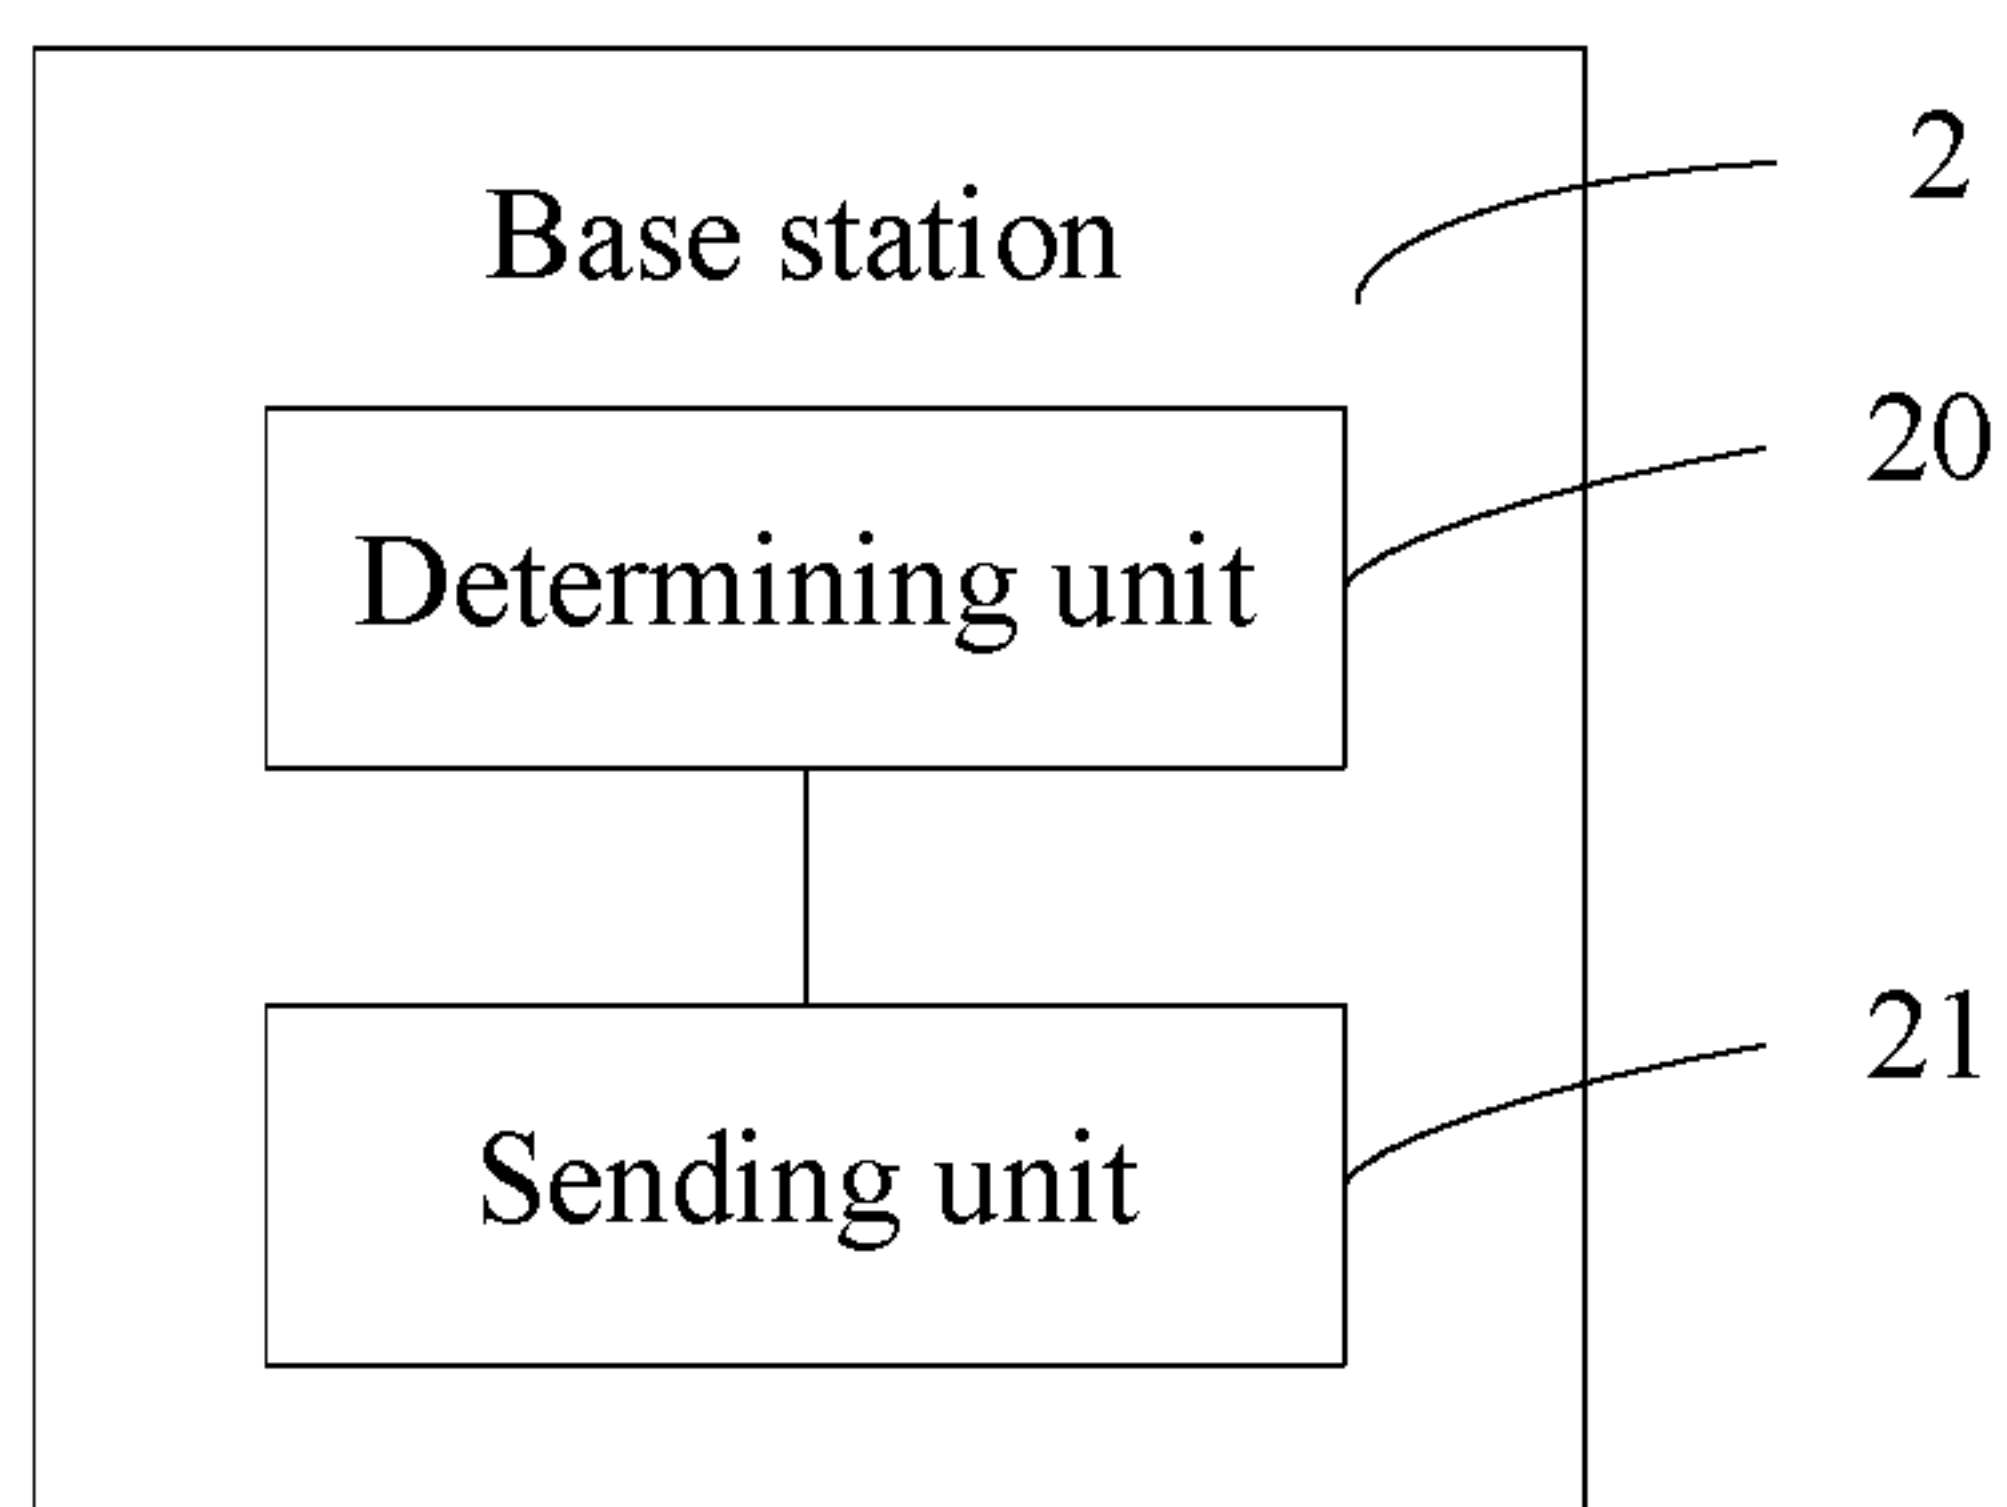 Base station
2
Determining unit
20
Sending unit
21